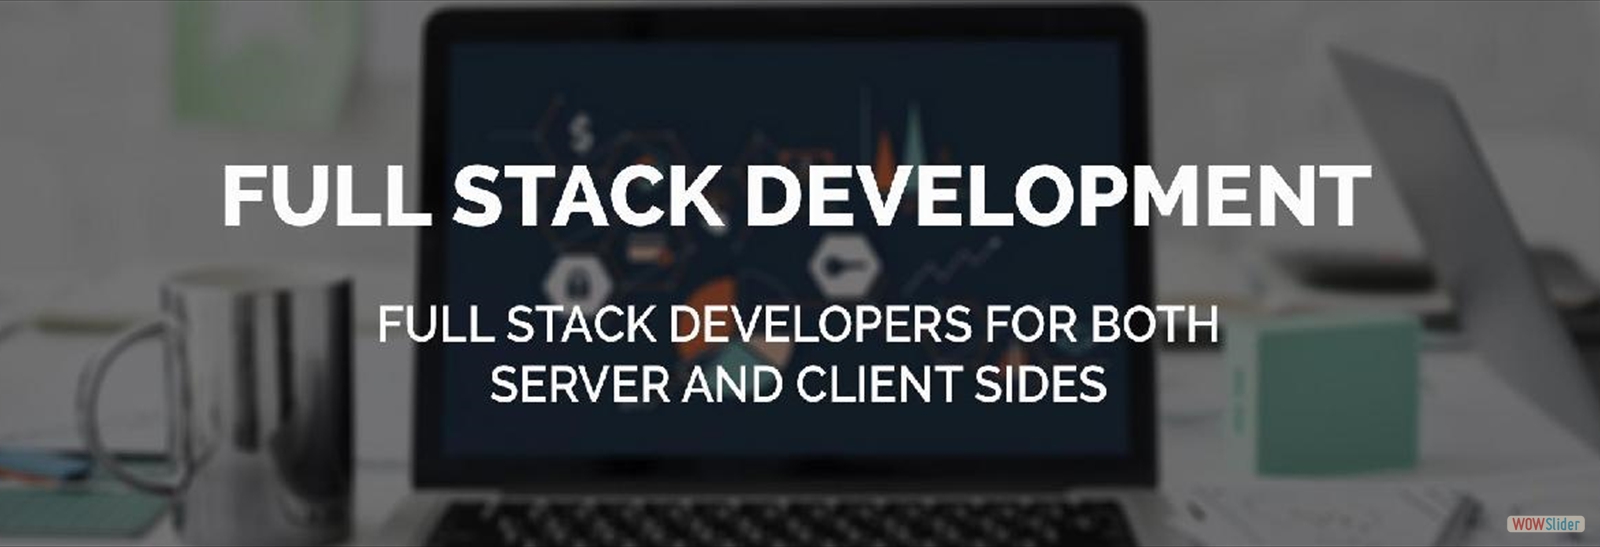 FULL STACK DEVELOPMENT
FULL STACK DEVELOPERS FOR BOTH
SERVER AND CLIENT SIDES
WOWSlider